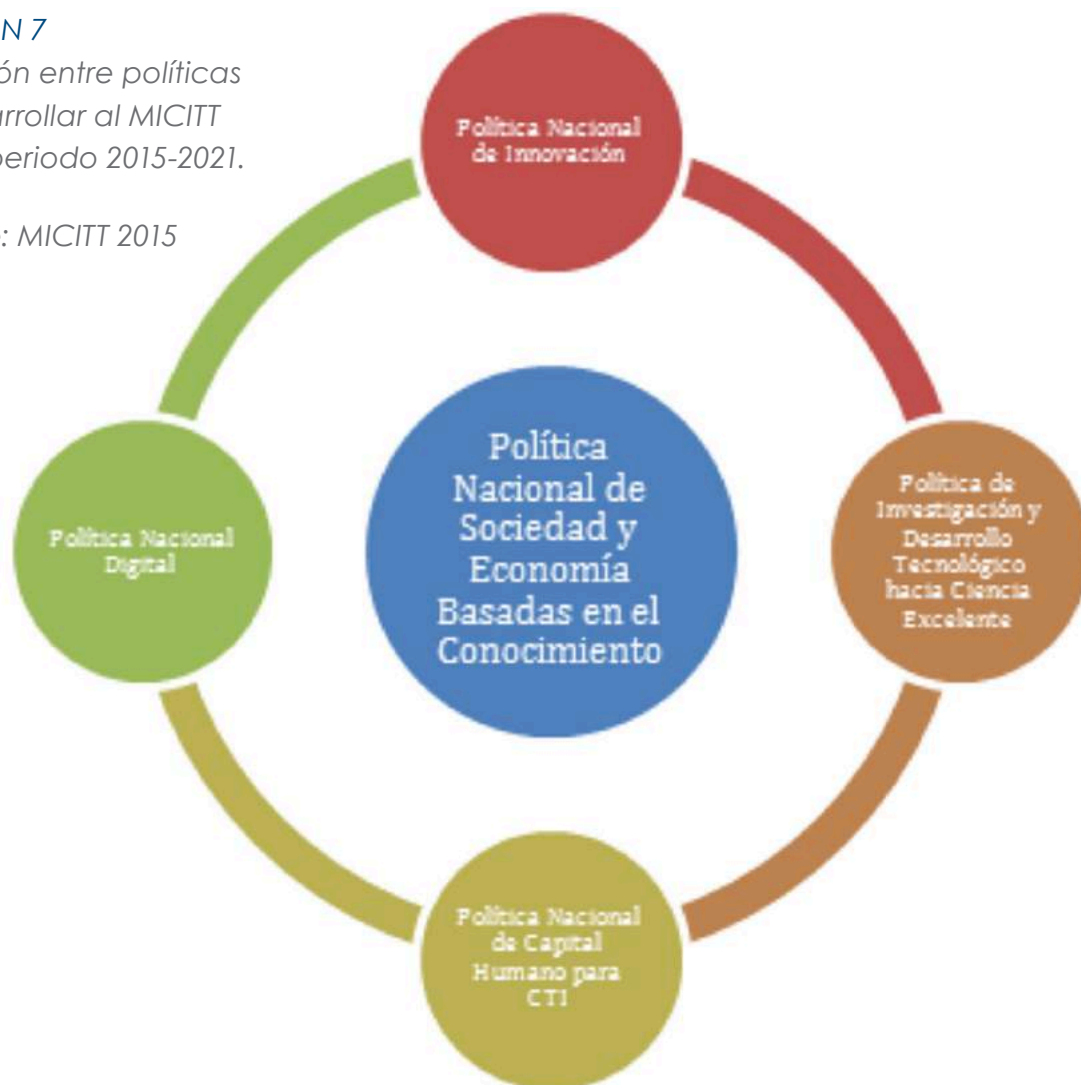 N 7
ón entre políticas
arrollar al MICITT
periodo 2015-2021.
: MICITT 2015
Política Nacional
de Innovación
Política
Nacional de
Sociedad y
Economía
Basadas en el
Conocimiento
Política de
Investigación y
Desarrollo
Tecnológico
hacia Ciencia
Excelente
Política Nacional
Digital
Política Nacional
de Capital
Humano para
CTI